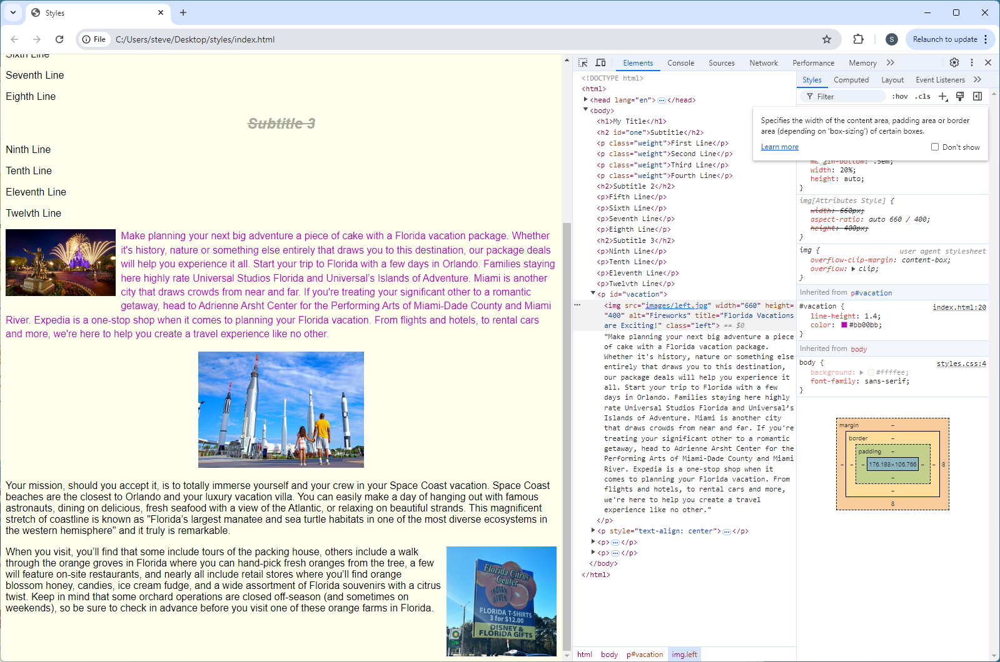 Styles
File
C:/Users/steve/Desktop/styles/index.html
S
Relaunch to update
Sixth Line
Seventh Line
Eighth Line
Subtitle 3
Ninth Line
Tenth Line
Eleventh Line
Twelvth Line
Make planning your next big adventure a piece of cake with a Florida vacation package. Whether
it's history, nature or something else entirely that draws you to this destination, our package deals
will help you experience it all. Start your trip to Florida with a few days in Orlando. Families staying
here highly rate Universal Studios Florida and Universal’s Islands of Adventure. Miami is another
city that draws crowds from near and far. If you're treating your significant other to a romantic
getaway, head to Adrienne Arsht Center for the Performing Arts of Miami-Dade County and Miami
River. Expedia is a one-stop shop when it comes to planning your Florida vacation. From flights and hotels, to rental cars
and more, we're here to help you create a travel experience like no other.
Your mission, should you accept it, is to totally immerse yourself and your crew in your Space Coast vacation. Space Coast
beaches are the closest to Orlando and your luxury vacation villa. You can easily make a day of hanging out with famous
astronauts, dining on delicious, fresh seafood with a view of the Atlantic, or relaxing on beautiful strands. This magnificent
stretch of coastline is known as "Florida’s largest manatee and sea turtle habitats in one of the most diverse ecosystems in
the western hemisphere" and it truly is remarkable.
When you visit, you’ll find that some include tours of the packing house, others include a walk
through the orange groves in Florida where you can hand-pick fresh oranges from the tree, a few
will feature on-site restaurants, and nearly all include retail stores where you’ll find orange
blossom honey, candies, ice cream fudge, and a wide assortment of Florida souvenirs with a citrus
twist. Keep in mind that some orchard operations are closed off-season (and sometimes on
weekends), so be sure to check in advance before you visit one of these orange farms in Florida.
Florida Citrus
Center
INDIAN
RIVER
FLORIDA T-SHIRTS
3 for $12.00
DISNEY &
FLORIDA GIFTS
bp
Elements Console Sources Network Performance Memory
<!DOCTYPE html>
<html>
<head lang="en"> … </head>
<body>
<h1>My Title</h1>
<h2 id="one">Subtitle</h2>
<p class="weight">First Line</p>
<p class="weight">Second Line</p>
<p class="weight">Third Line</p>
<p class="weight">Fourth Line</p>
<h2>Subtitle 2</h2>
<p>Fifth Line</p>
<p>Sixth Line</p>
<p>Seventh Line</p>
<p>Eighth Line</p>
<h2>Subtitle 3</h2>
<p>Ninth Line</p>
<p>Tenth Line</p>
<p>Eleventh Line</p>
<p>Twelvth Line</p>
<p id="vacation">
<img src="images/left.jpg" width="660" height=
"400" alt="Fireworks" title="Florida Vacations
are Exciting!" class="left"> == $0
"Make planning your next big adventure a piece
of cake with a Florida vacation package.
Whether it's history, nature or something else
entirely that draws you to this destination,
our package deals will help you experience it
all. Start your trip to Florida with a few
days in Orlando. Families staying here highly
rate Universal Studios Florida and Universal’s
Islands of Adventure. Miami is another city
that draws crowds from near and far. If you're
treating your significant other to a romantic
getaway, head to Adrienne Arsht Center for the
Performing Arts of Miami-Dade County and Miami
River. Expedia is a one-stop shop when it
comes to planning your Florida vacation. From
flights and hotels, to rental cars and more,
we're here to help you create a travel
experience like no other."
</p>
<p style="text-align: center"> … </p>
<p> … </p>
<p> … </p>
</body>
</html>
html body p#vacation img.left
Styles Computed Layout Event Listeners
Filter :hov .cls
Specifies the width of the content area, padding area or border
area (depending on 'box-sizing') of certain boxes.
Learn more Don't show
margin-bottom: .5em;
width: 20%;
height: auto;
}
img[Attributes Style] {
width: 660px;
aspect-ratio: auto 660 / 400;
height: 400px;
}
img { user agent stylesheet
overflow-clip-margin: content-box;
overflow: clip;
}
Inherited from p#vacation
#vacation { index.html:20
line-height: 1.4;
color: #bb00bb;
}
Inherited from body
body { styles.css:4
background: #ffffee;
font-family: sans-serif;
}
margin -
border -
padding -
- - - 176.188×106.766 - - 8
-
-
8